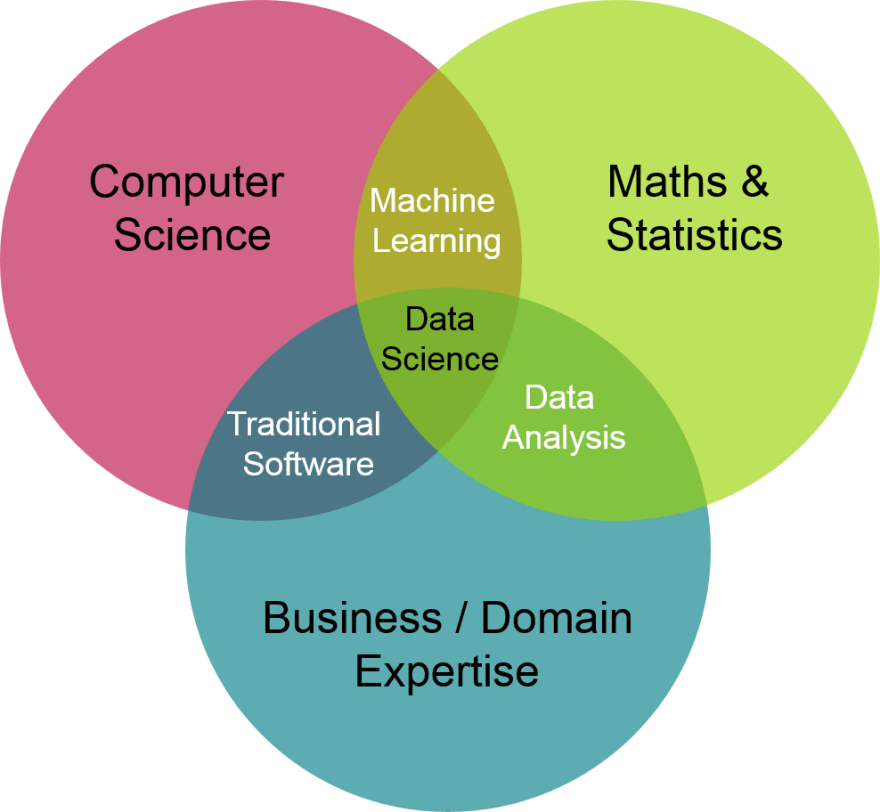 Computer
Science
Maths &
Statistics
Machine
Learning
Data
Science
Data
Analysis
Traditional
Software
Business / Domain
Expertise